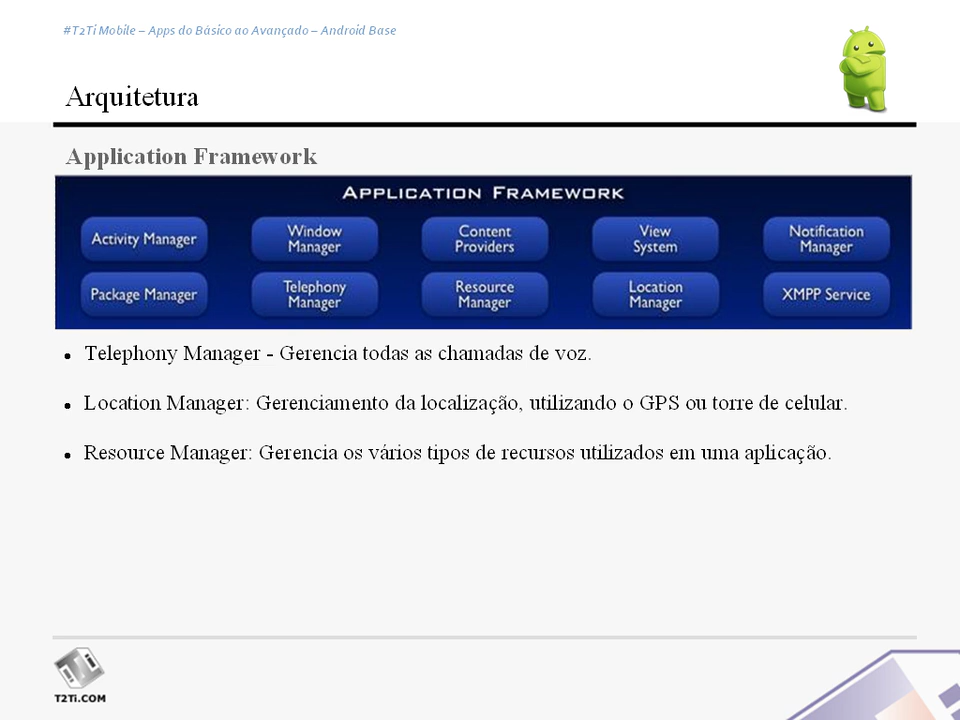 #T2Ti Mobile – Apps do Básico ao Avançado – Android Base
Arquitetura
Application Framework
APPLICATION FRAMEWORK
Activity Manager
Window
Manager
Content
Providers
View
System
Notification
Manager
Package Manager
Telephony
Manager
Resource
Manager
Location
Manager
XMPP Service
• Telephony Manager - Gerencia todas as chamadas de voz.
• Location Manager: Gerenciamento da localização, utilizando o GPS ou torre de celular.
• Resource Manager: Gerencia os vários tipos de recursos utilizados em uma aplicação.
T2Ti
T2Ti.COM